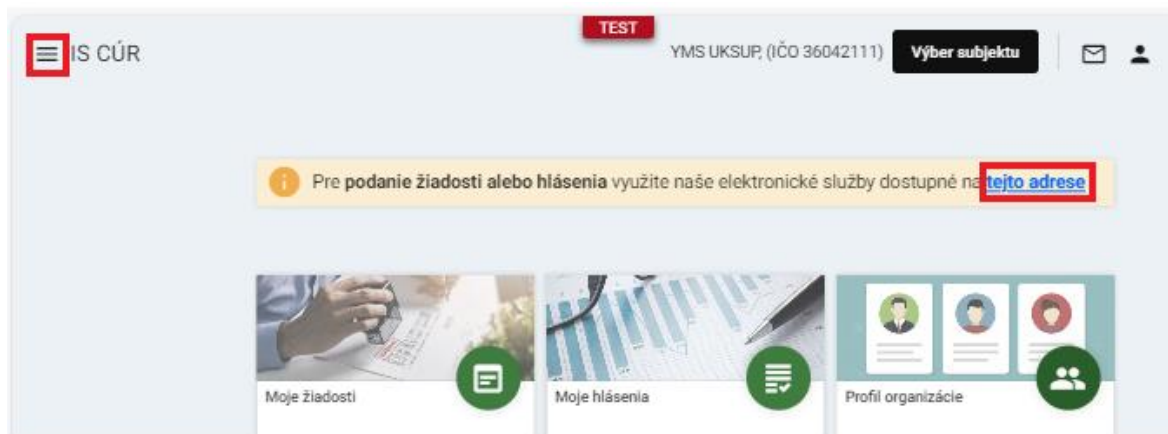 TEST
IS CÚR
YMS UKSUP, (IČO 36042111) Výber subjektu
Pre podanie žiadosti alebo hlásenia využite naše elektronické služby dostupné na tejto adrese
Moje žiadosti
Moje hlásenia
Profil organizácie